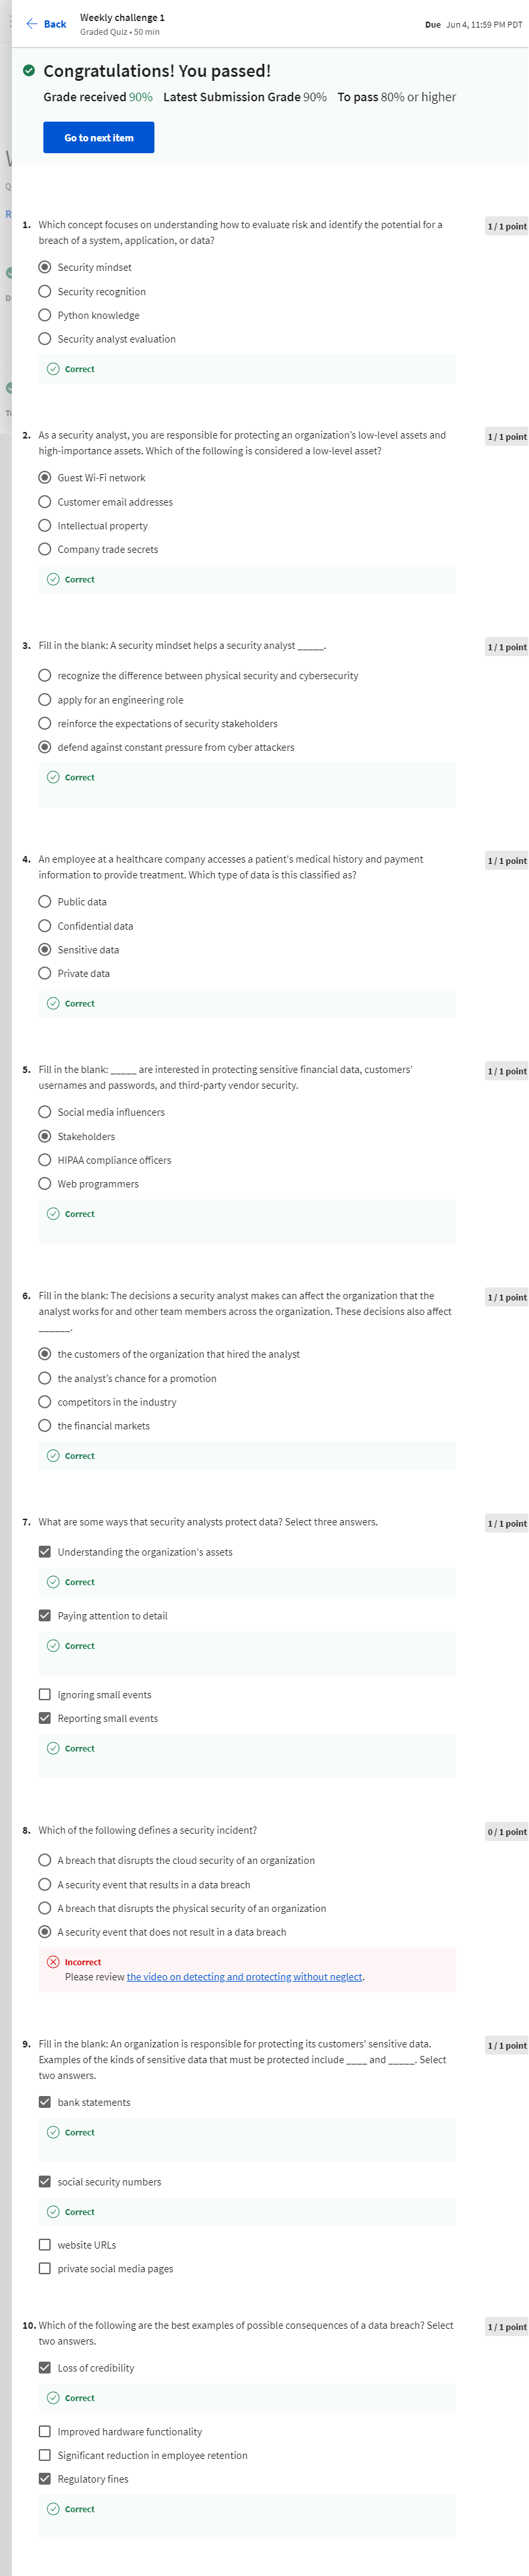 Back
Weekly challenge 1
Graded Quiz • 50 min
Due Jun 4, 11:59 PM PDT
Congratulations! You passed!
Grade received 90% Latest Submission Grade 90% To pass 80% or higher
Go to next item
1. Which concept focuses on understanding how to evaluate risk and identify the potential for a
breach of a system, application, or data?
1 / 1 point
Security mindset
Security recognition
Python knowledge
Security analyst evaluation
Correct
2. As a security analyst, you are responsible for protecting an organization's low-level assets and
high-importance assets. Which of the following is considered a low-level asset?
1 / 1 point
Guest Wi-Fi network
Customer email addresses
Intellectual property
Company trade secrets
Correct
3. Fill in the blank: A security mindset helps a security analyst _____.
1 / 1 point
recognize the difference between physical security and cybersecurity
apply for an engineering role
reinforce the expectations of security stakeholders
defend against constant pressure from cyber attackers
Correct
4. An employee at a healthcare company accesses a patient's medical history and payment
information to provide treatment. Which type of data is this classified as?
1 / 1 point
Public data
Confidential data
Sensitive data
Private data
Correct
5. Fill in the blank: _____ are interested in protecting sensitive financial data, customers'
usernames and passwords, and third-party vendor security.
1 / 1 point
Social media influencers
Stakeholders
HIPAA compliance officers
Web programmers
Correct
6. Fill in the blank: The decisions a security analyst makes can affect the organization that the
analyst works for and other team members across the organization. These decisions also affect
______.
1 / 1 point
the customers of the organization that hired the analyst
the analyst's chance for a promotion
competitors in the industry
the financial markets
Correct
7. What are some ways that security analysts protect data? Select three answers.
1 / 1 point
Understanding the organization's assets
Correct
Paying attention to detail
Correct
Ignoring small events
Reporting small events
Correct
8. Which of the following defines a security incident?
0 / 1 point
A breach that disrupts the cloud security of an organization
A security event that results in a data breach
A breach that disrupts the physical security of an organization
A security event that does not result in a data breach
Incorrect
Please review the video on detecting and protecting without neglect.
9. Fill in the blank: An organization is responsible for protecting its customers' sensitive data.
Examples of the kinds of sensitive data that must be protected include ____ and _____. Select
two answers.
1 / 1 point
bank statements
Correct
social security numbers
Correct
website URLs
private social media pages
10. Which of the following are the best examples of possible consequences of a data breach? Select
two answers.
1 / 1 point
Loss of credibility
Correct
Improved hardware functionality
Significant reduction in employee retention
Regulatory fines
Correct